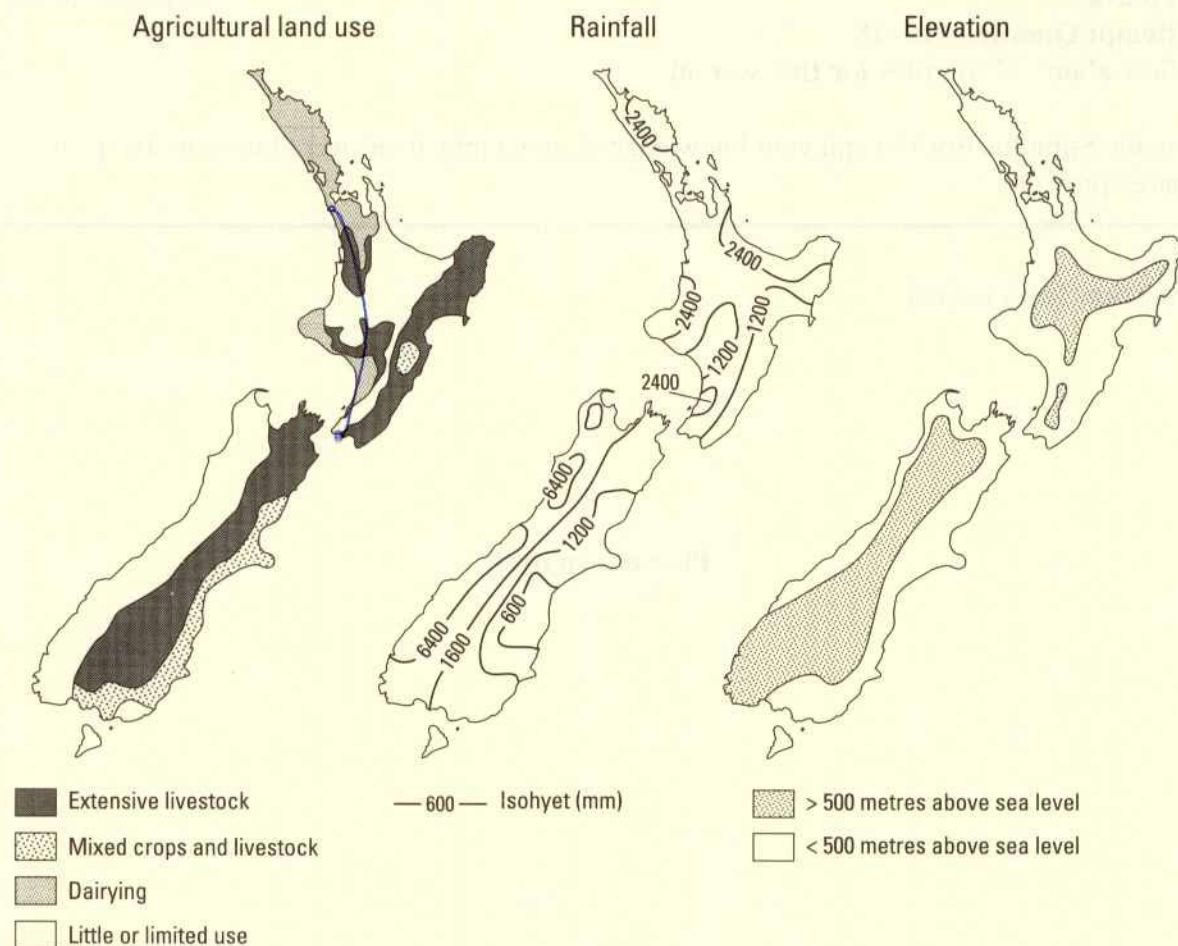 Agricultural land use
Rainfall
Elevation
2400
2400
2400
1200
1200
2400
6400
1200
600
6400
1600
Extensive livestock
Mixed crops and livestock
Dairying
Little or limited use
— 600 — Isohyet (mm)
> 500 metres above sea level
< 500 metres above sea level